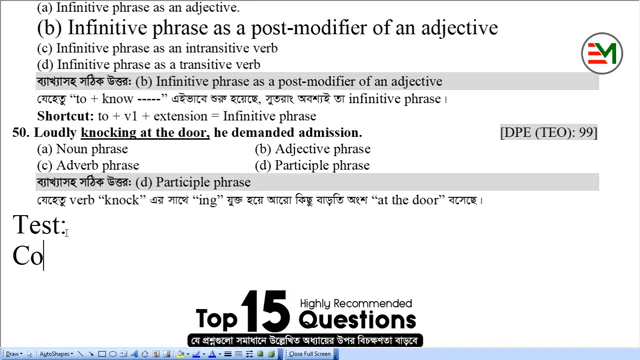 (a) Infinitive phrase as an adjective.
(b) Infinitive phrase as a post-modifier of an adjective
(c) Infinitive phrase as an intransitive verb
(d) Infinitive phrase as a transitive verb
ব্যাখ্যাসহ সঠিক উত্তর: (b) Infinitive phrase as a post-modifier of an adjective
যেহেতু “to + know -----” এইভাবে শুরু হয়েছে, সুতরাং অবশ্যই তা infinitive phrase।
Shortcut: to + v1 + extension = Infinitive phrase
50. Loudly knocking at the door, he demanded admission. [DPE (TEO): 99]
(a) Noun phrase (b) Adjective phrase
(c) Adverb phrase (d) Participle phrase
ব্যাখ্যাসহ সঠিক উত্তর: (d) Participle phrase
যেহেতু verb “knock” এর সাথে “ing” যুক্ত হয়ে আরো কিছু বাড়তি অংশ “at the door” বসেছে।
Test:
Co
Top 15 Highly Recommended Questions
যে প্রশ্নগুলো সমাধানে উল্লেখিত অধ্যায়ের উপর বিচক্ষণতা বাড়বে
Draw AutoShapes Close Full Screen